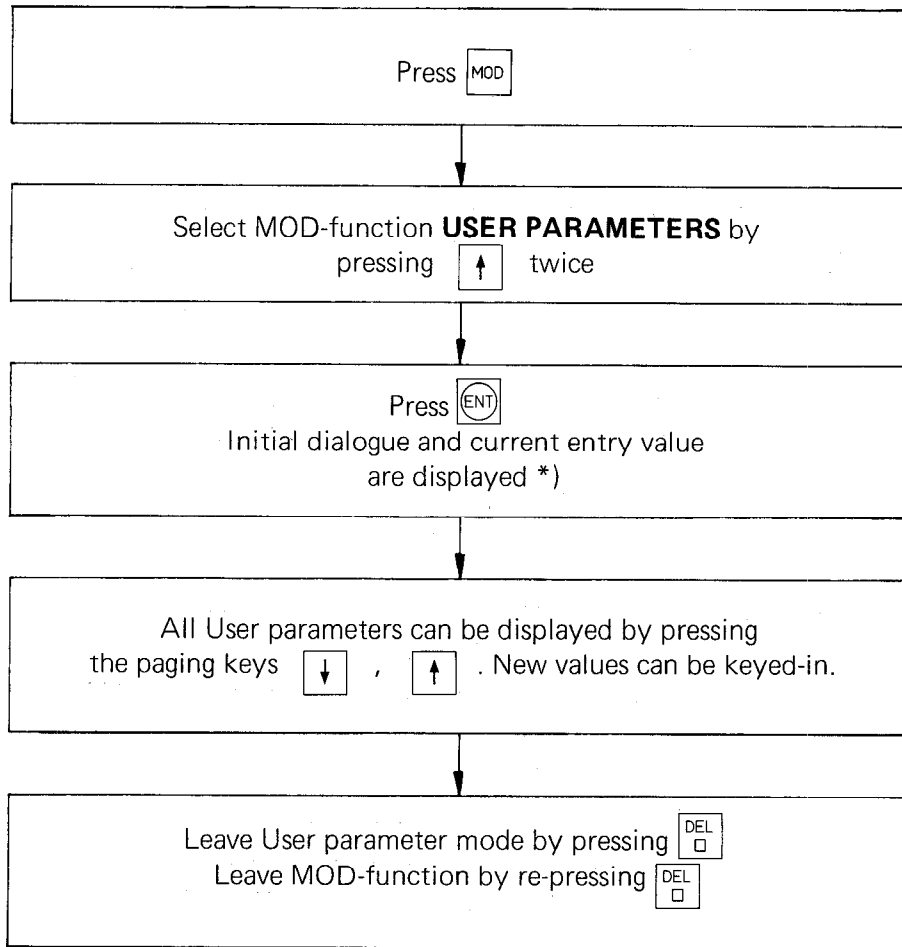 Press MOD
Select MOD-function USER PARAMETERS by
pressing ↑ twice
Press ENT
Initial dialogue and current entry value
are displayed *)
All User parameters can be displayed by pressing
the paging keys ↓ , ↑ . New values can be keyed-in.
Leave User parameter mode by pressing DEL □
Leave MOD-function by re-pressing DEL □